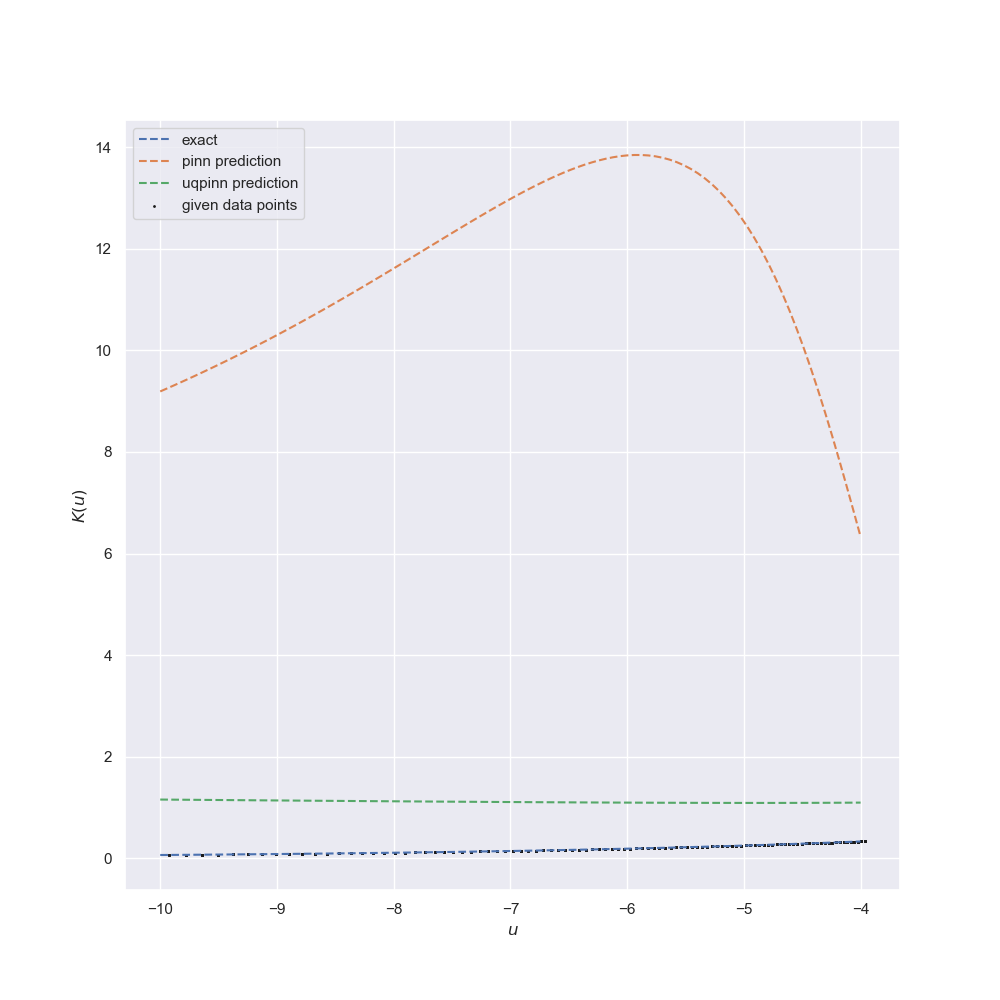 exact
pinn prediction
uqpinn prediction
given data points
14
12
10
8
6
4
2
0
K(u)
−10 −9 −8 −7 −6 −5 −4
u